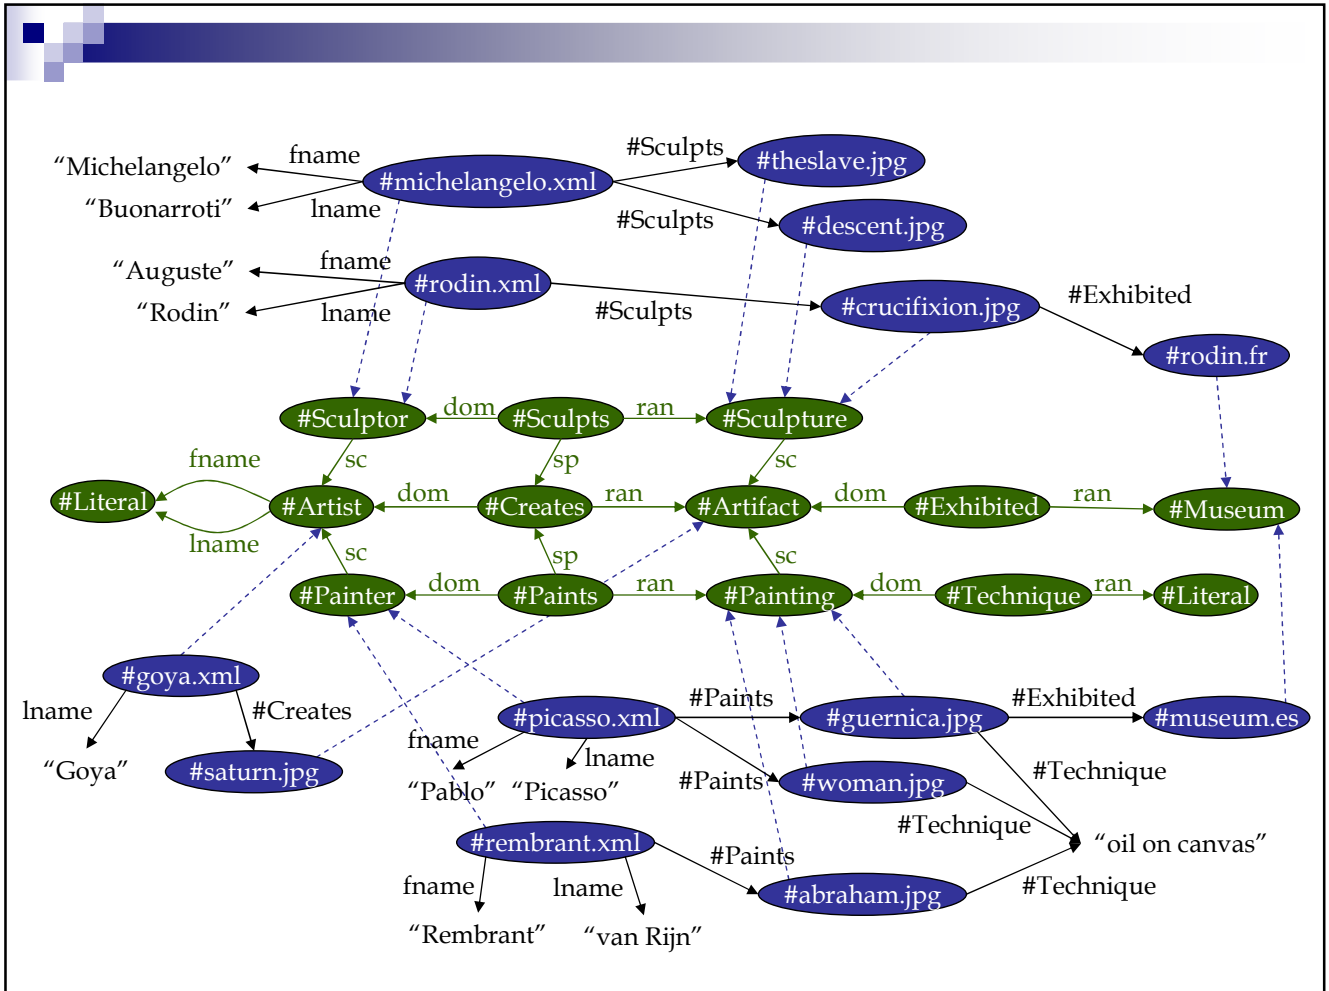 “Michelangelo” fname #michelangelo.xml #Sculpts #theslave.jpg
“Buonarroti” lname #Sculpts #descent.jpg
“Auguste” fname #rodin.xml #Sculpts #crucifixion.jpg #Exhibited
“Rodin” lname #rodin.fr
#Sculptor dom #Sculpts ran #Sculpture
fname sc sp sc
#Literal #Artist dom #Creates ran #Artifact dom #Exhibited ran #Museum
lname sc sp sc
#Painter dom #Paints ran #Painting dom #Technique ran #Literal
#goya.xml #Paints #Exhibited
lname #Creates #picasso.xml #guernica.jpg #museum.es
fname lname
“Goya” #saturn.jpg “Pablo” “Picasso” #Paints #woman.jpg #Technique
#Technique
#rembrant.xml #Paints “oil on canvas”
fname lname #abraham.jpg #Technique
“Rembrant” “van Rijn”